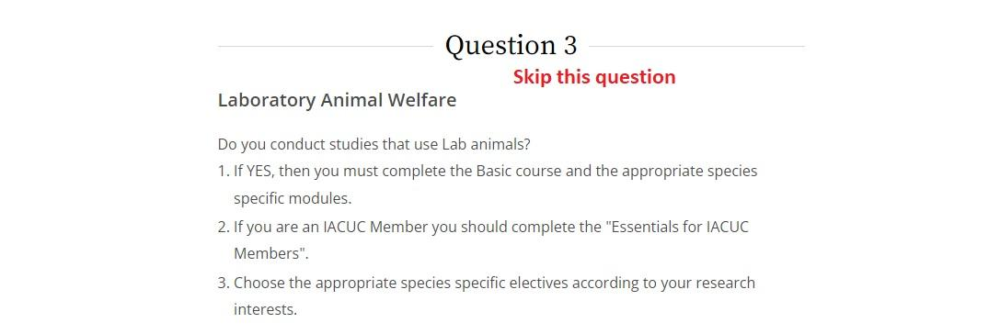 Question 3
Skip this question
Laboratory Animal Welfare
Do you conduct studies that use Lab animals?
1. If YES, then you must complete the Basic course and the appropriate species
specific modules.
2. If you are an IACUC Member you should complete the "Essentials for IACUC
Members".
3. Choose the appropriate species specific electives according to your research
interests.